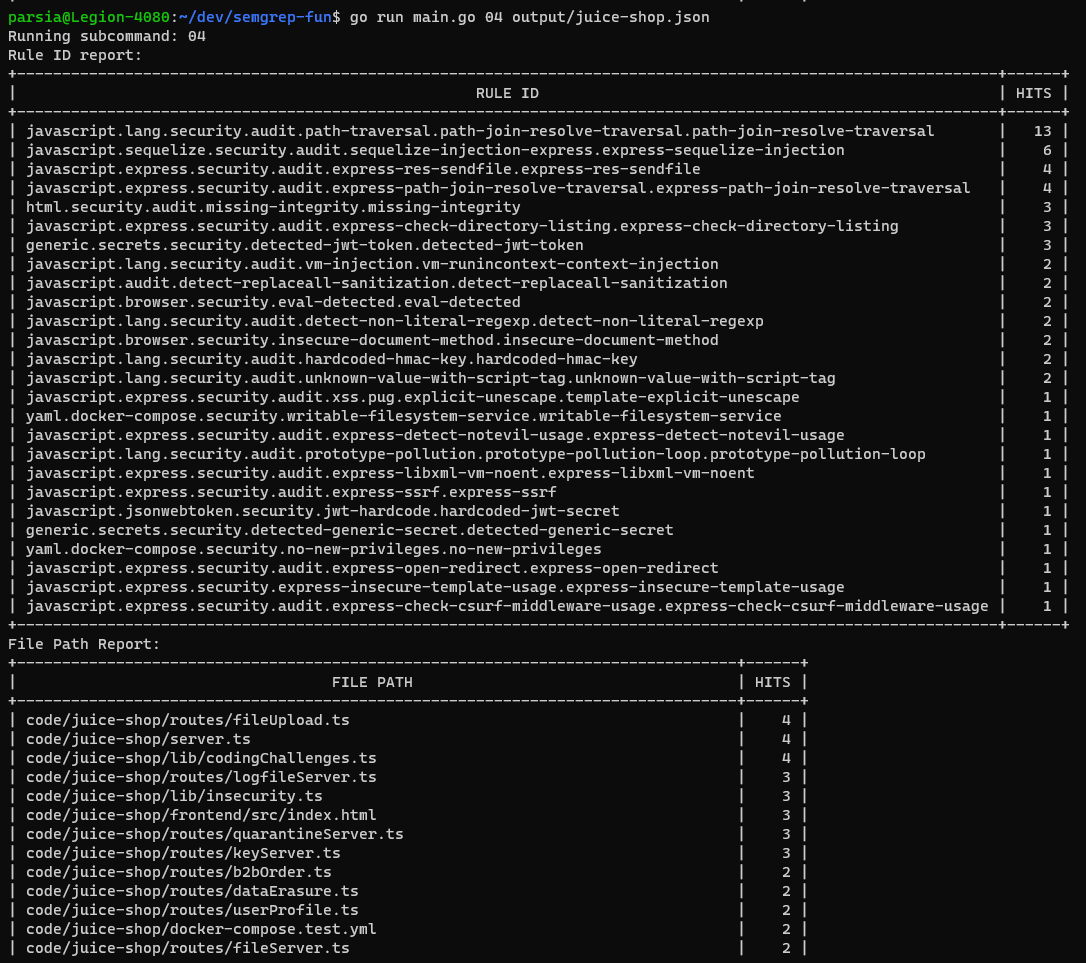 parsia@Legion-4080:~/dev/semgrep-fun$ go run main.go 04 output/juice-shop.json
Running subcommand: 04
Rule ID report:
RULE ID | HITS
javascript.lang.security.audit.path-traversal.path-join-resolve-traversal.path-join-resolve-traversal | 13
javascript.sequelize.security.audit.sequelize-injection-express.express-sequelize-injection | 6
javascript.express.security.audit.express-res-sendfile.express-res-sendfile | 4
javascript.express.security.audit.express-path-join-resolve-traversal.express-path-join-resolve-traversal | 4
html.security.audit.missing-integrity.missing-integrity | 3
javascript.express.security.audit.express-check-directory-listing.express-check-directory-listing | 3
generic.secrets.security.detected-jwt-token.detected-jwt-token | 3
javascript.lang.security.audit.vm-injection.vm-runincontext-context-injection | 2
javascript.audit.detect-replaceall-sanitization.detect-replaceall-sanitization | 2
javascript.browser.security.eval-detected.eval-detected | 2
javascript.lang.security.audit.detect-non-literal-regexp.detect-non-literal-regexp | 2
javascript.browser.security.insecure-document-method.insecure-document-method | 2
javascript.lang.security.audit.hardcoded-hmac-key.hardcoded-hmac-key | 2
javascript.lang.security.audit.unknown-value-with-script-tag.unknown-value-with-script-tag | 2
javascript.express.security.audit.xss.pug.explicit-unescape.template-explicit-unescape | 1
yaml.docker-compose.security.writable-filesystem-service.writable-filesystem-service | 1
javascript.express.security.audit.express-detect-notevil-usage.express-detect-notevil-usage | 1
javascript.lang.security.audit.prototype-pollution.prototype-pollution-loop.prototype-pollution-loop | 1
javascript.express.security.audit.express-libxml-vm-noent.express-libxml-vm-noent | 1
javascript.express.security.audit.express-ssrf.express-ssrf | 1
javascript.jsonwebtoken.security.jwt-hardcode.hardcoded-jwt-secret | 1
generic.secrets.security.detected-generic-secret.detected-generic-secret | 1
yaml.docker-compose.security.no-new-privileges.no-new-privileges | 1
javascript.express.security.audit.express-open-redirect.express-open-redirect | 1
javascript.express.security.express-insecure-template-usage.express-insecure-template-usage | 1
javascript.express.security.audit.express-check-csurf-middleware-usage.express-check-csurf-middleware-usage | 1
File Path Report:
FILE PATH | HITS
code/juice-shop/routes/fileUpload.ts | 4
code/juice-shop/server.ts | 4
code/juice-shop/lib/codingChallenges.ts | 4
code/juice-shop/routes/logfileServer.ts | 3
code/juice-shop/lib/insecurity.ts | 3
code/juice-shop/frontend/src/index.html | 3
code/juice-shop/routes/quarantineServer.ts | 3
code/juice-shop/routes/keyServer.ts | 3
code/juice-shop/routes/b2bOrder.ts | 2
code/juice-shop/routes/dataErasure.ts | 2
code/juice-shop/routes/userProfile.ts | 2
code/juice-shop/docker-compose.test.yml | 2
code/juice-shop/routes/fileServer.ts | 2